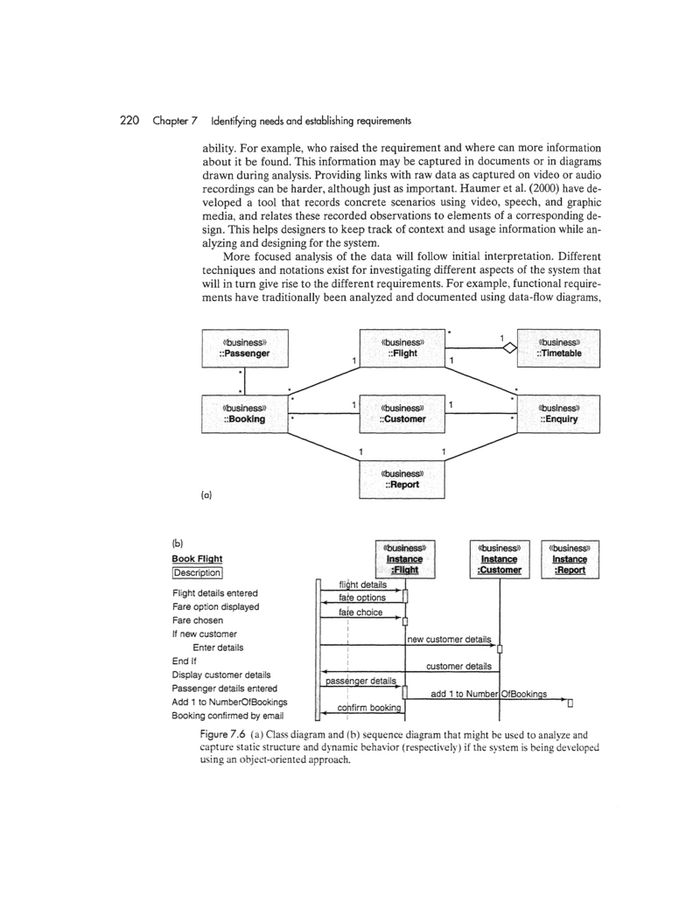 220 Chapter 7 Identifying needs and establishing requirements
ability. For example, who raised the requirement and where can more information
about it be found. This information may be captured in documents or in diagrams
drawn during analysis. Providing links with raw data as captured on video or audio
recordings can be harder, although just as important. Haumer et al. (2000) have de-
veloped a tool that records concrete scenarios using video, speech, and graphic
media, and relates these recorded observations to elements of a corresponding de-
sign. This helps designers to keep track of context and usage information while an-
alyzing and designing for the system.
More focused analysis of the data will follow initial interpretation. Different
techniques and notations exist for investigating different aspects of the system that
will in turn give rise to the different requirements. For example, functional require-
ments have traditionally been analyzed and documented using data-flow diagrams,
«business»
::Passenger
«business»
::Flight
«business»
::Timetable
* 1
1 1
*
* * *
«business»
::Booking
«business»
::Customer
«business»
::Enquiry
1 1
* *
1 1
«business»
::Report
(a)
(b)
Book Flight
Description
«business»
Instance
:Flight
«business»
Instance
:Customer
«business»
Instance
:Report
Flight details entered
Fare option displayed
Fare chosen
If new customer
Enter details
End If
Display customer details
Passenger details entered
Add 1 to NumberOfBookings
Booking confirmed by email
flight details
fare options
fare choice
new customer details
customer details
passenger details
add 1 to Number OfBookings
confirm booking
Figure 7.6 (a) Class diagram and (b) sequence diagram that might be used to analyze and
capture static structure and dynamic behavior (respectively) if the system is being developed
using an object-oriented approach.